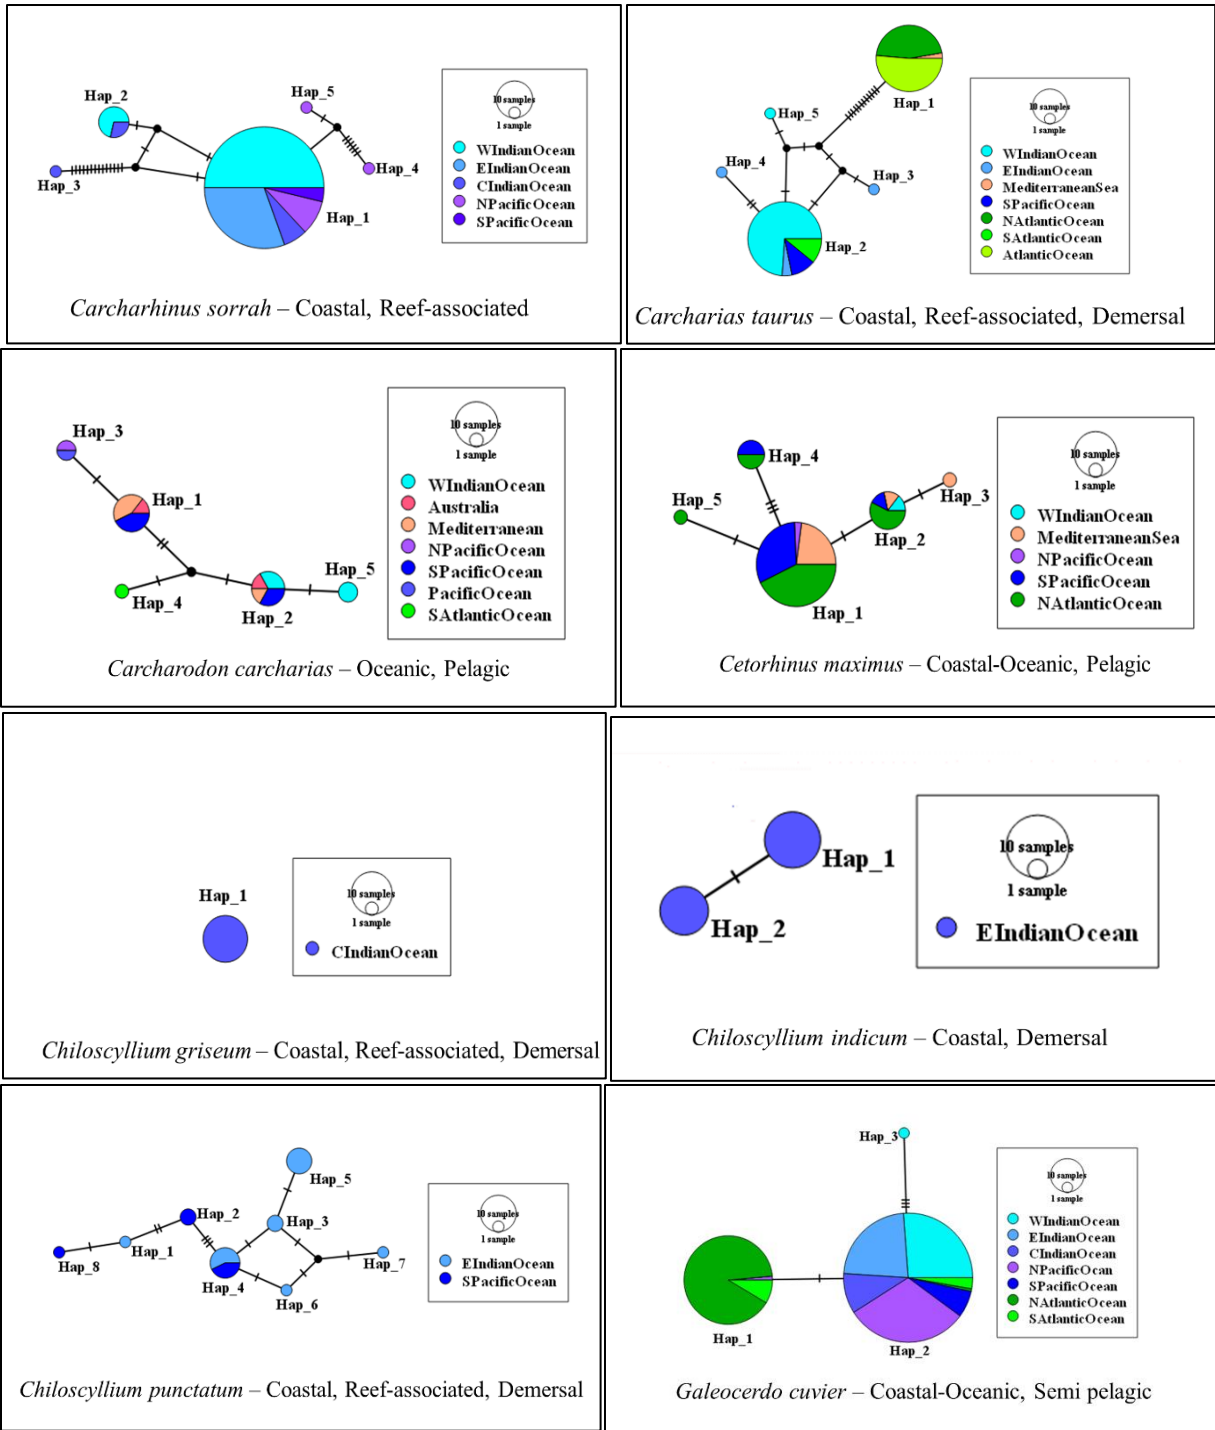 Hap_2
Hap_5
Hap_3
Hap_4
Hap_1
10 samples
1 sample
WIndianOcean
EIndianOcean
CIndianOcean
NPacificOcean
SPacificOcean
Carcharhinus sorrah – Coastal, Reef-associated
Hap_1
Hap_5
Hap_4
Hap_3
Hap_2
10 samples
1 sample
WIndianOcean
EIndianOcean
MediterraneanSea
SPacificOcean
NAtlanticOcean
SAtlanticOcean
AtlanticOcean
Carcharias taurus – Coastal, Reef-associated, Demersal
Hap_3
Hap_1
Hap_5
Hap_4
Hap_2
10 samples
1 sample
WIndianOcean
Australia
Mediterranean
NPacificOcean
SPacificOcean
PacificOcean
SAtlanticOcean
Carcharodon carcharias – Oceanic, Pelagic
Hap_4
Hap_3
Hap_5
Hap_2
Hap_1
10 samples
1 sample
WIndianOcean
MediterraneanSea
NPacificOcean
SPacificOcean
NAtlanticOcean
Cetorhinus maximus – Coastal-Oceanic, Pelagic
Hap_1
10 samples
1 sample
CIndianOcean
Chiloscyllium griseum – Coastal, Reef-associated, Demersal
Hap_1
Hap_2
10 samples
1 sample
EIndianOcean
Chiloscyllium indicum – Coastal, Demersal
Hap_5
Hap_2
Hap_3
Hap_1
Hap_8
Hap_4
Hap_7
Hap_6
10 samples
1 sample
EIndianOcean
SPacificOcean
Chiloscyllium punctatum – Coastal, Reef-associated, Demersal
Hap_3
Hap_1
Hap_2
10 samples
1 sample
WIndianOcean
EIndianOcean
CIndianOcean
NPacificOcan
SPacificOcean
NAtlanticOcean
SAtlanticOcean
Galeocerdo cuvier – Coastal-Oceanic, Semi pelagic